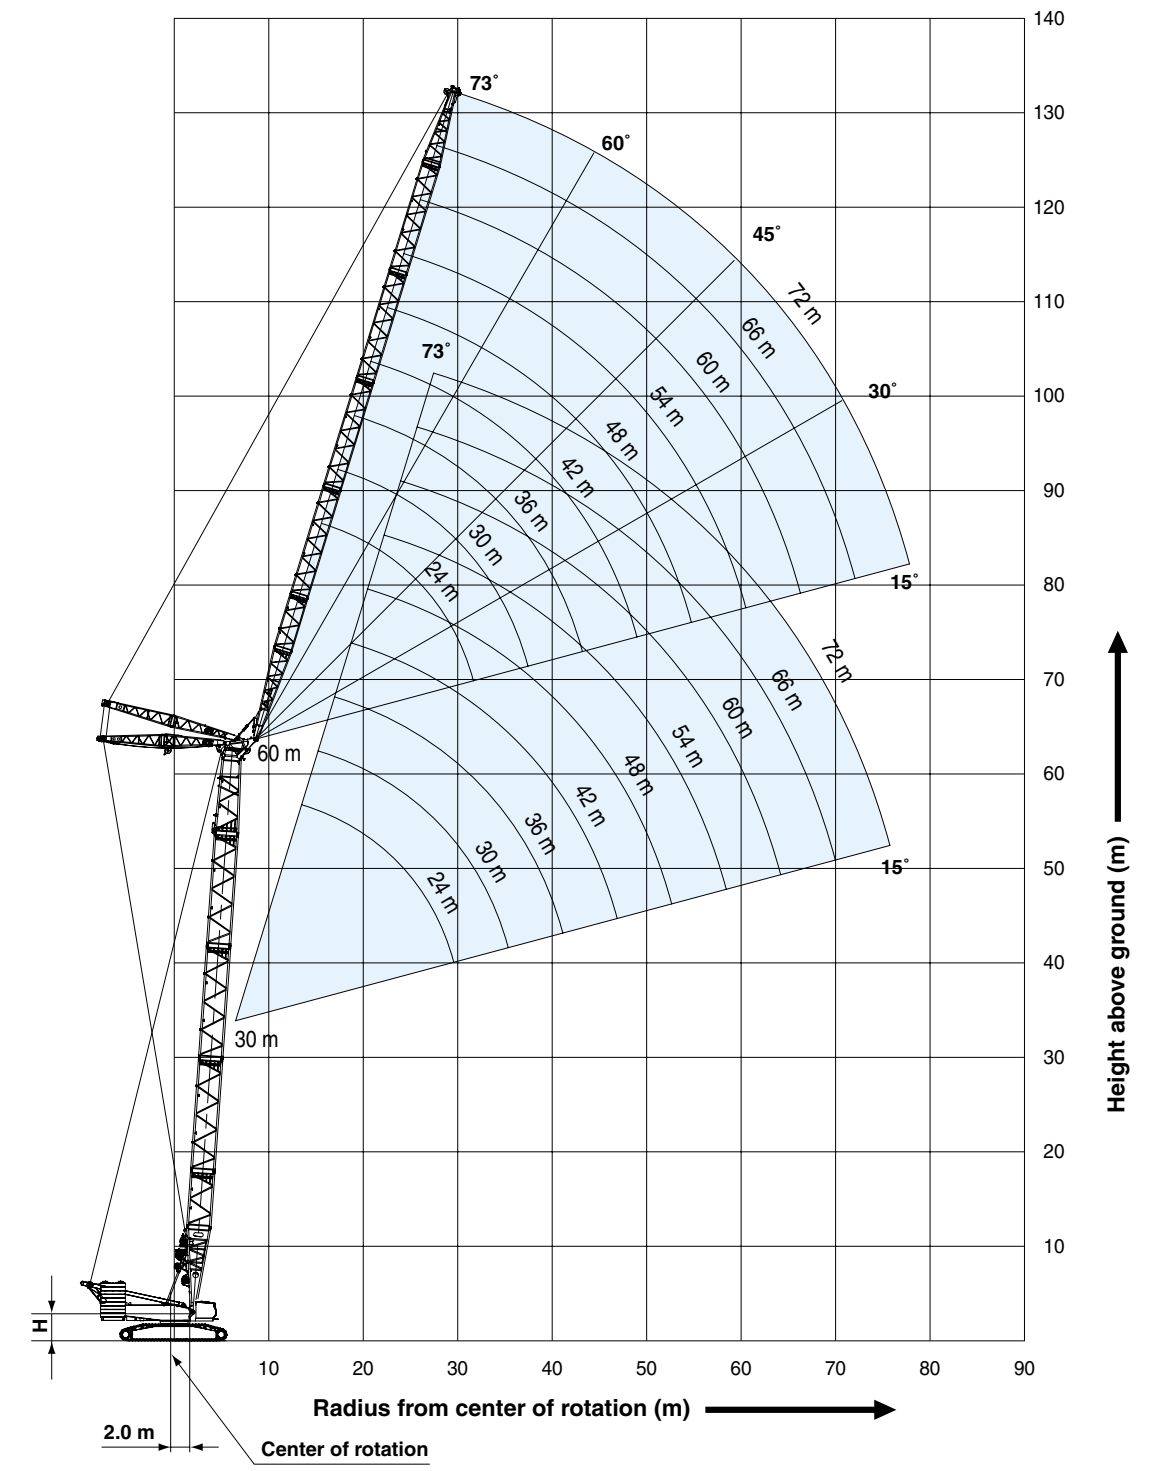 140
73°
130
60°
120
45°
72 m
110
66 m
73°
60 m
30°
100
54 m
48 m
42 m
90
36 m
30 m
24 m
80
15°
72 m
70
66 m
60 m
60 m
54 m
60
48 m
42 m
36 m
30 m
50
15°
24 m
40
30 m
30
20
10
Height above ground (m)
H
10 20 30 40 50 60 70 80 90
Radius from center of rotation (m)
2.0 m
Center of rotation